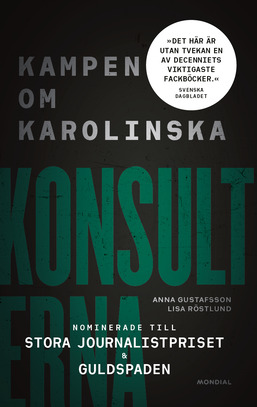 »DET HÄR ÄR
UTAN TVEKAN EN
AV DECENNIETS
VIKTIGASTE
FACKBÖCKER.«
SVENSKA
DAGBLADET
KAMPEN
OM
KAROLINSKA
KONSULT
ERNA
ANNA GUSTAFSSON
LISA RÖSTLUND
NOMINERADE TILL
STORA JOURNALISTPRISET
&
GULDSPADEN
MONDIAL